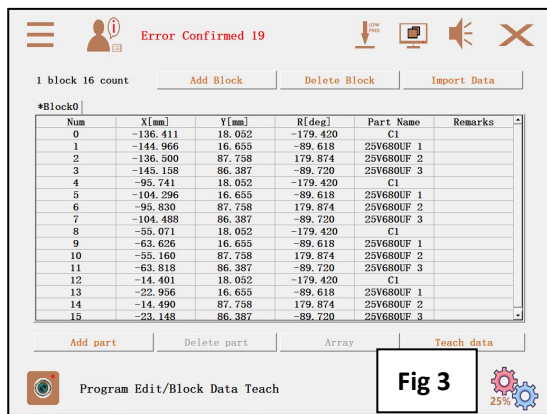 Error Confirmed 19
LOW PRES
1 block 16 count Add Block Delete Block Import Data
*Block0
Num X[mm] Y[mm] R[deg] Part Name Remarks
0 -136.411 18.052 -179.420 C1
1 -144.966 16.655 -89.618 25V680UF 1
2 -136.500 87.758 179.874 25V680UF 2
3 -145.158 86.387 -89.720 25V680UF 3
4 -95.741 18.052 -179.420 C1
5 -104.296 16.655 -89.618 25V680UF 1
6 -95.830 87.758 179.874 25V680UF 2
7 -104.488 86.387 -89.720 25V680UF 3
8 -55.071 18.052 -179.420 C1
9 -63.626 16.655 -89.618 25V680UF 1
10 -55.160 87.758 179.874 25V680UF 2
11 -63.818 86.387 -89.720 25V680UF 3
12 -14.401 18.052 -179.420 C1
13 -22.956 16.655 -89.618 25V680UF 1
14 -14.490 87.758 179.874 25V680UF 2
15 -23.148 86.387 -89.720 25V680UF 3
Add part Delete part Array Teach data
Program Edit/Block Data Teach
Fig 3
25%